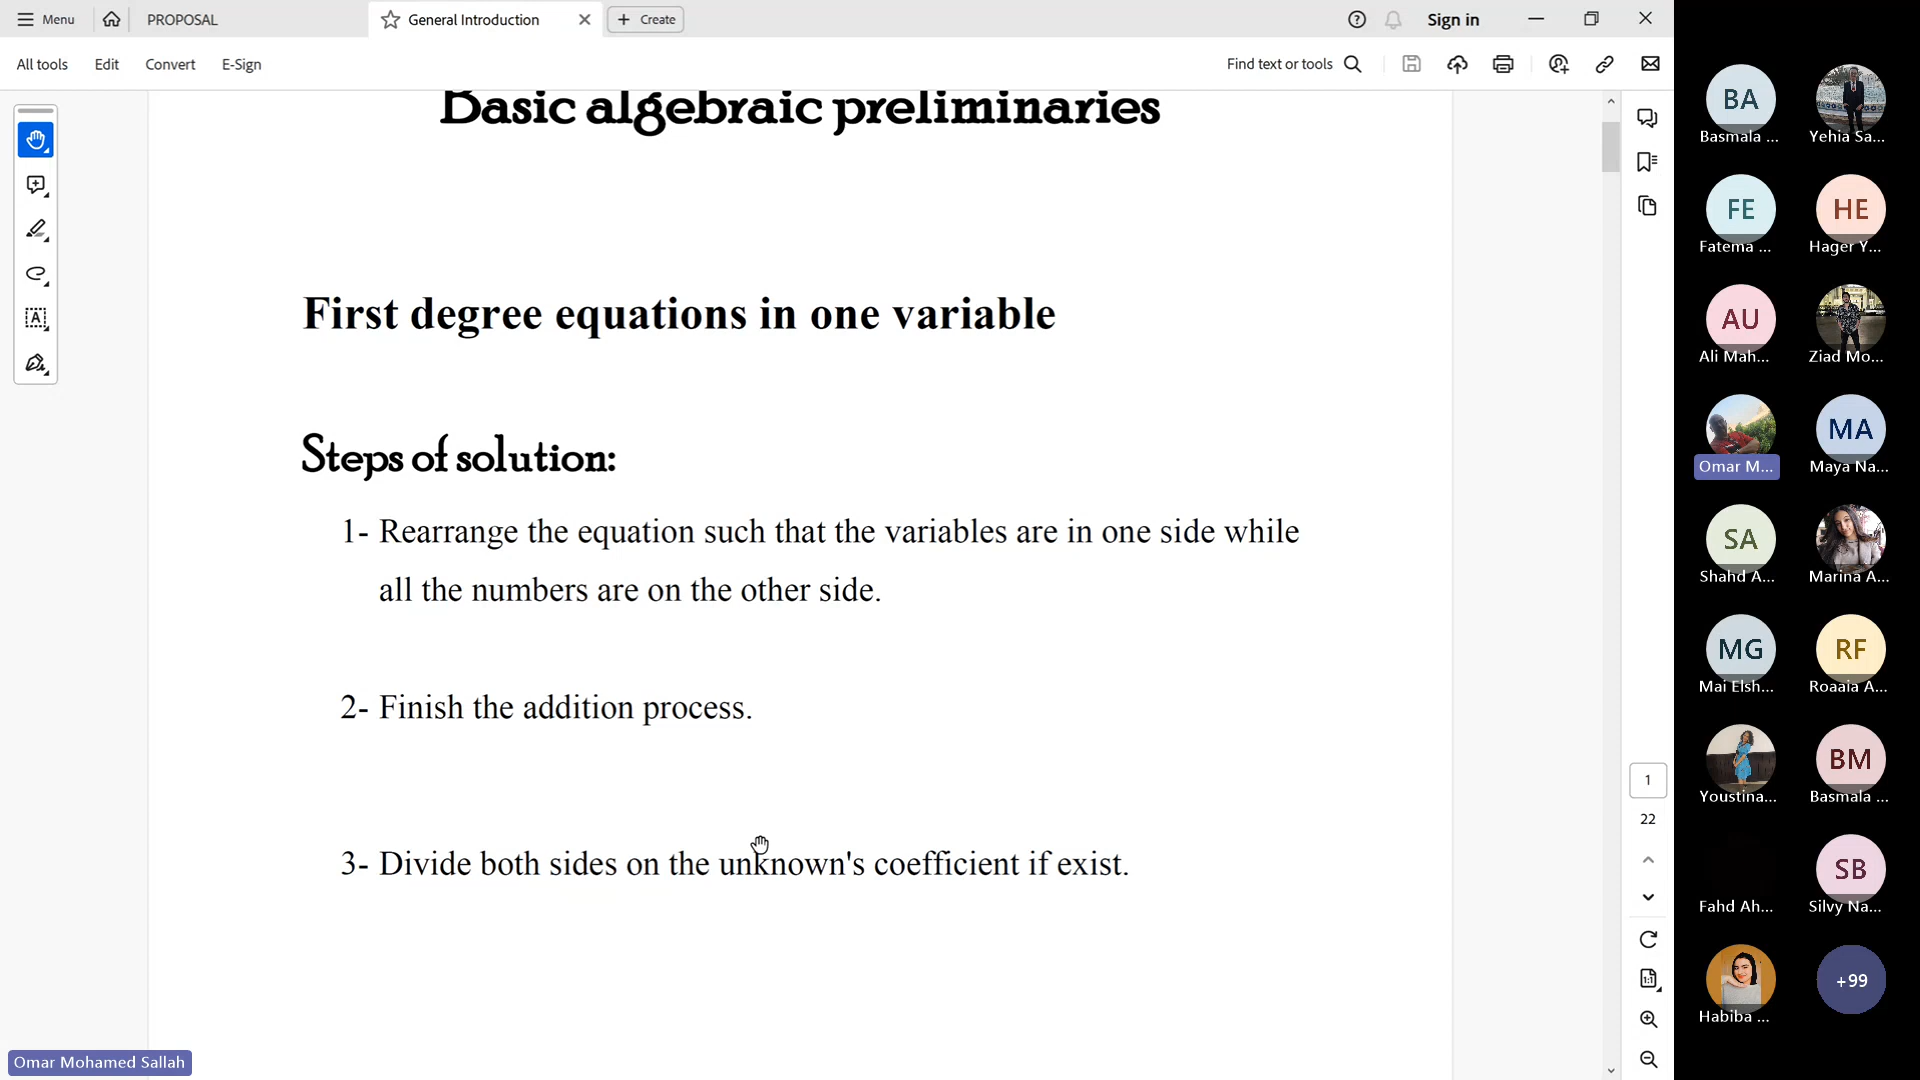 Menu
PROPOSAL
General Introduction
Create
Sign in
All tools
Edit
Convert
E-Sign
Find text or tools
Basic algebraic preliminaries
First degree equations in one variable
Steps of solution:
1- Rearrange the equation such that the variables are in one side while
all the numbers are on the other side.
2- Finish the addition process.
3- Divide both sides on the unknown's coefficient if exist.
1
22
Omar Mohamed Sallah
BA
Basmala ...
Yehia Sa...
FE
Fatema ...
HE
Hager Y...
AU
Ali Mah...
Ziad Mo...
Omar M...
MA
Maya Na...
SA
Shahd A...
Marina A...
MG
Mai Elsh...
RF
Roaaia A...
Youstina...
BM
Basmala ...
Fahd Ah...
SB
Silvy Na...
Habiba ...
+99